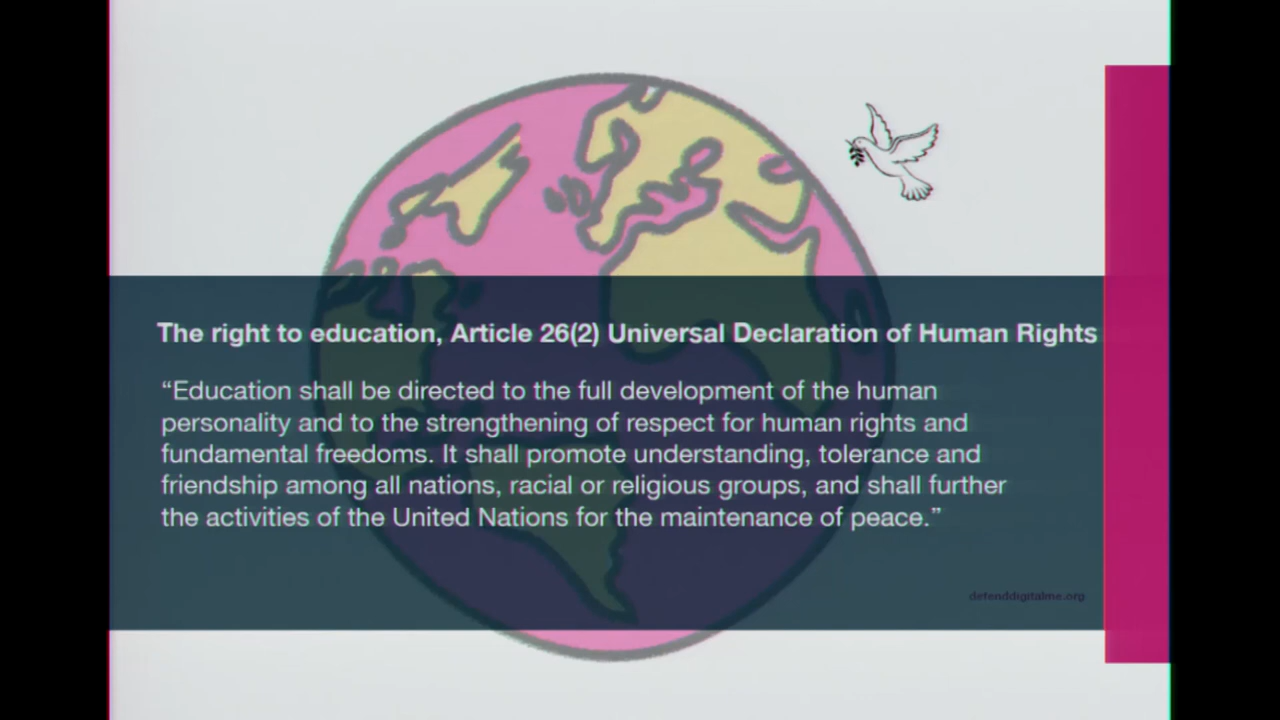 The right to education, Article 26(2) Universal Declaration of Human Rights
“Education shall be directed to the full development of the human
personality and to the strengthening of respect for human rights and
fundamental freedoms. It shall promote understanding, tolerance and
friendship among all nations, racial or religious groups, and shall further
the activities of the United Nations for the maintenance of peace.”
defenddigitalme.org